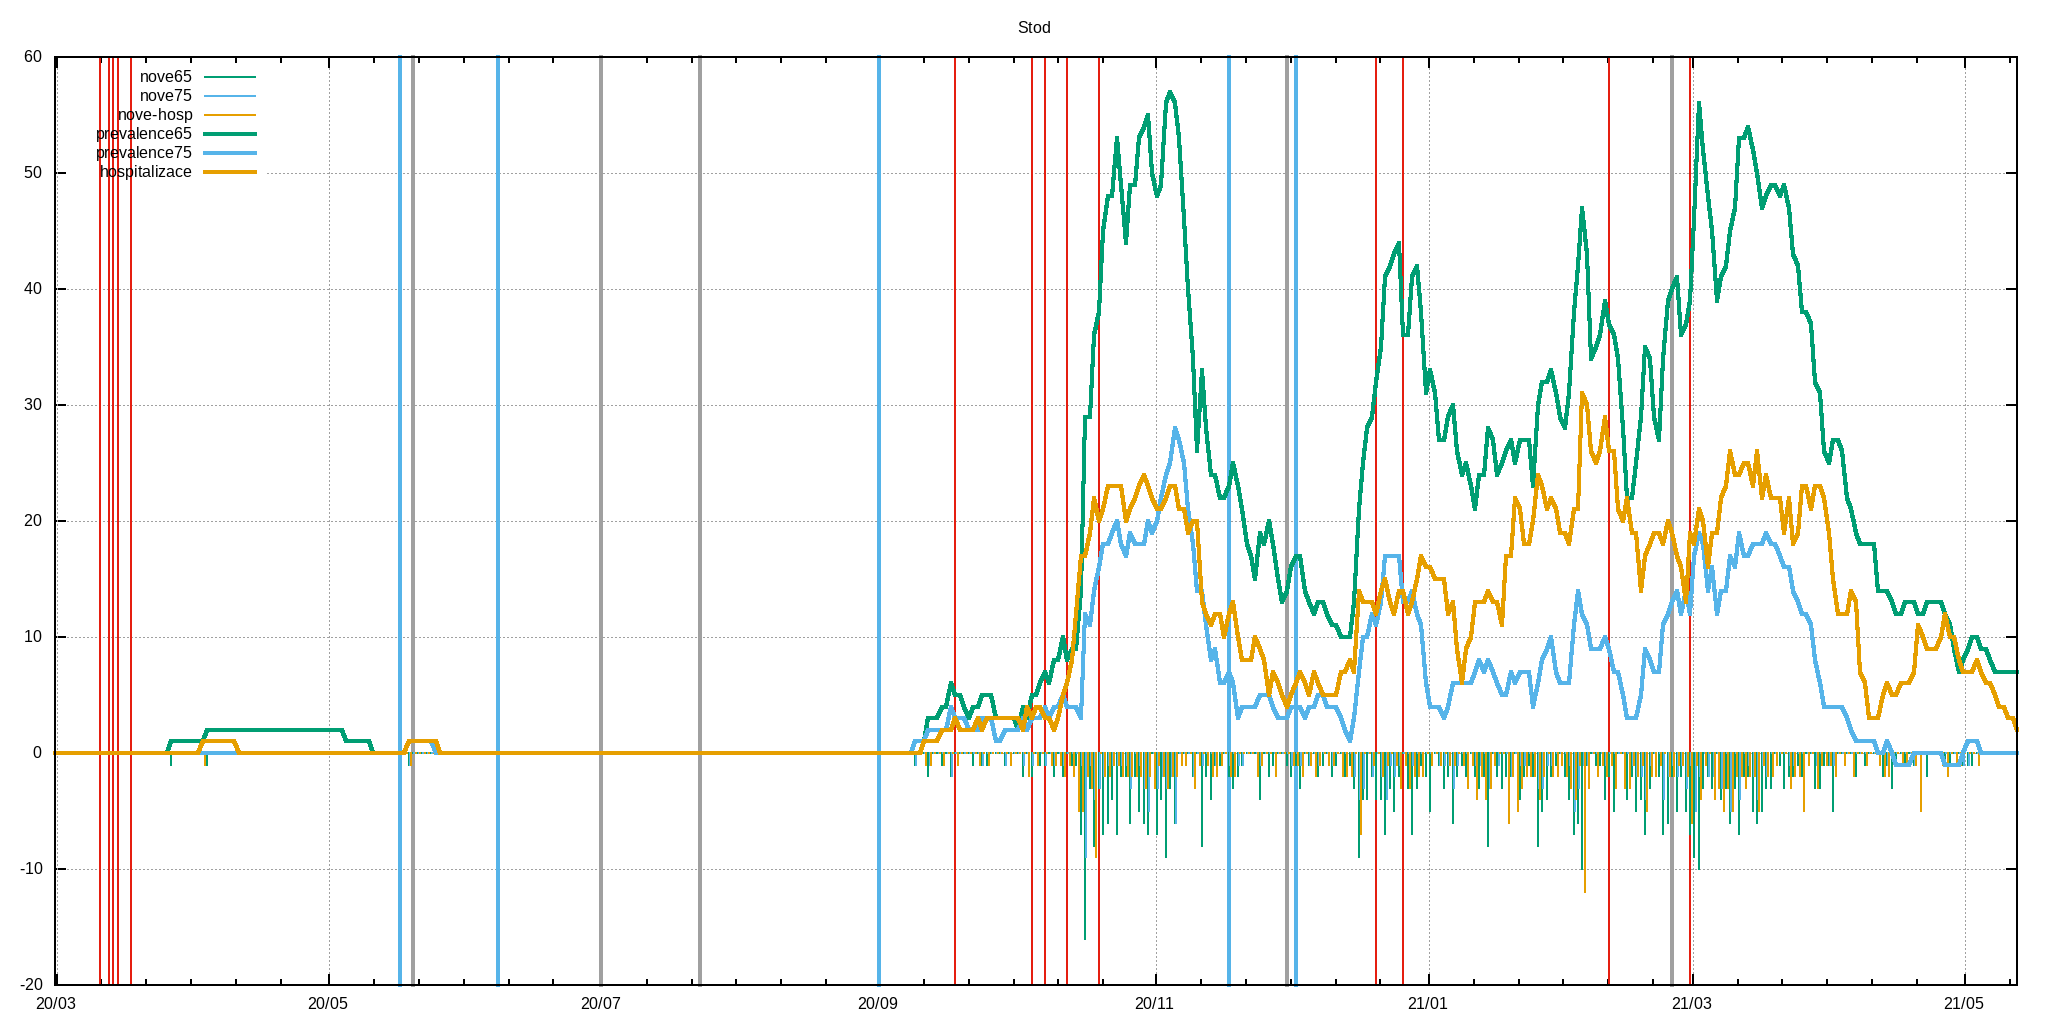 Stod
60
50
40
30
20
10
0
-10
-20
nove65
nove75
nove-hosp
prevalence65
prevalence75
hospitalizace
20/03 20/05 20/07 20/09 20/11 21/01 21/03 21/05